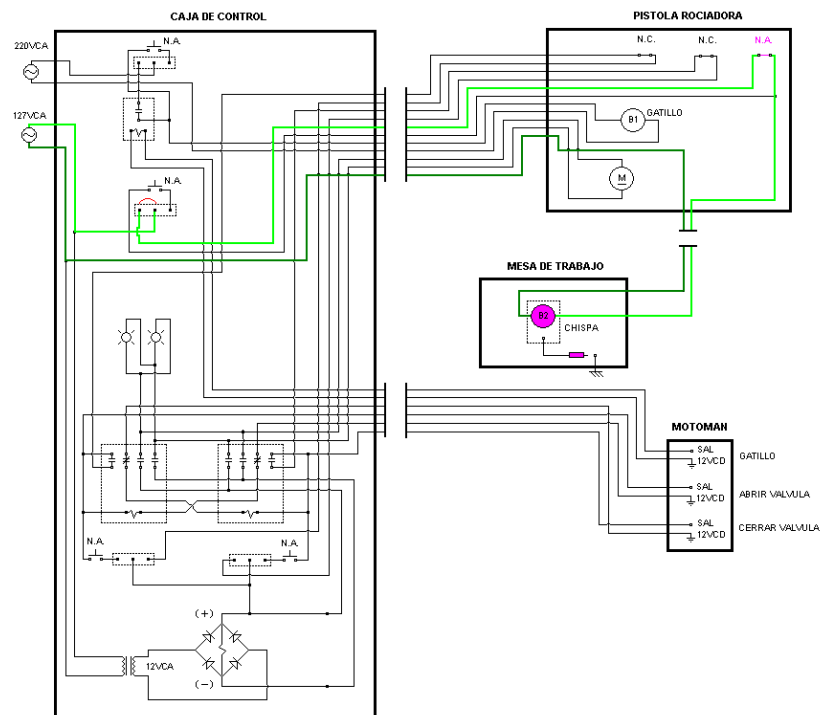 CAJA DE CONTROL
PISTOLA ROCIADORA
N.A.
N.C.
N.C.
N.A.
220VCA
127VCA
B1
GATILLO
M
N.A.
MESA DE TRABAJO
B2
CHISPA
MOTOMAN
SAL
12VCD
GATILLO
SAL
12VCD
ABRIR VALVULA
SAL
12VCD
CERRAR VALVULA
N.A.
N.A.
(+)
12VCA
(-)